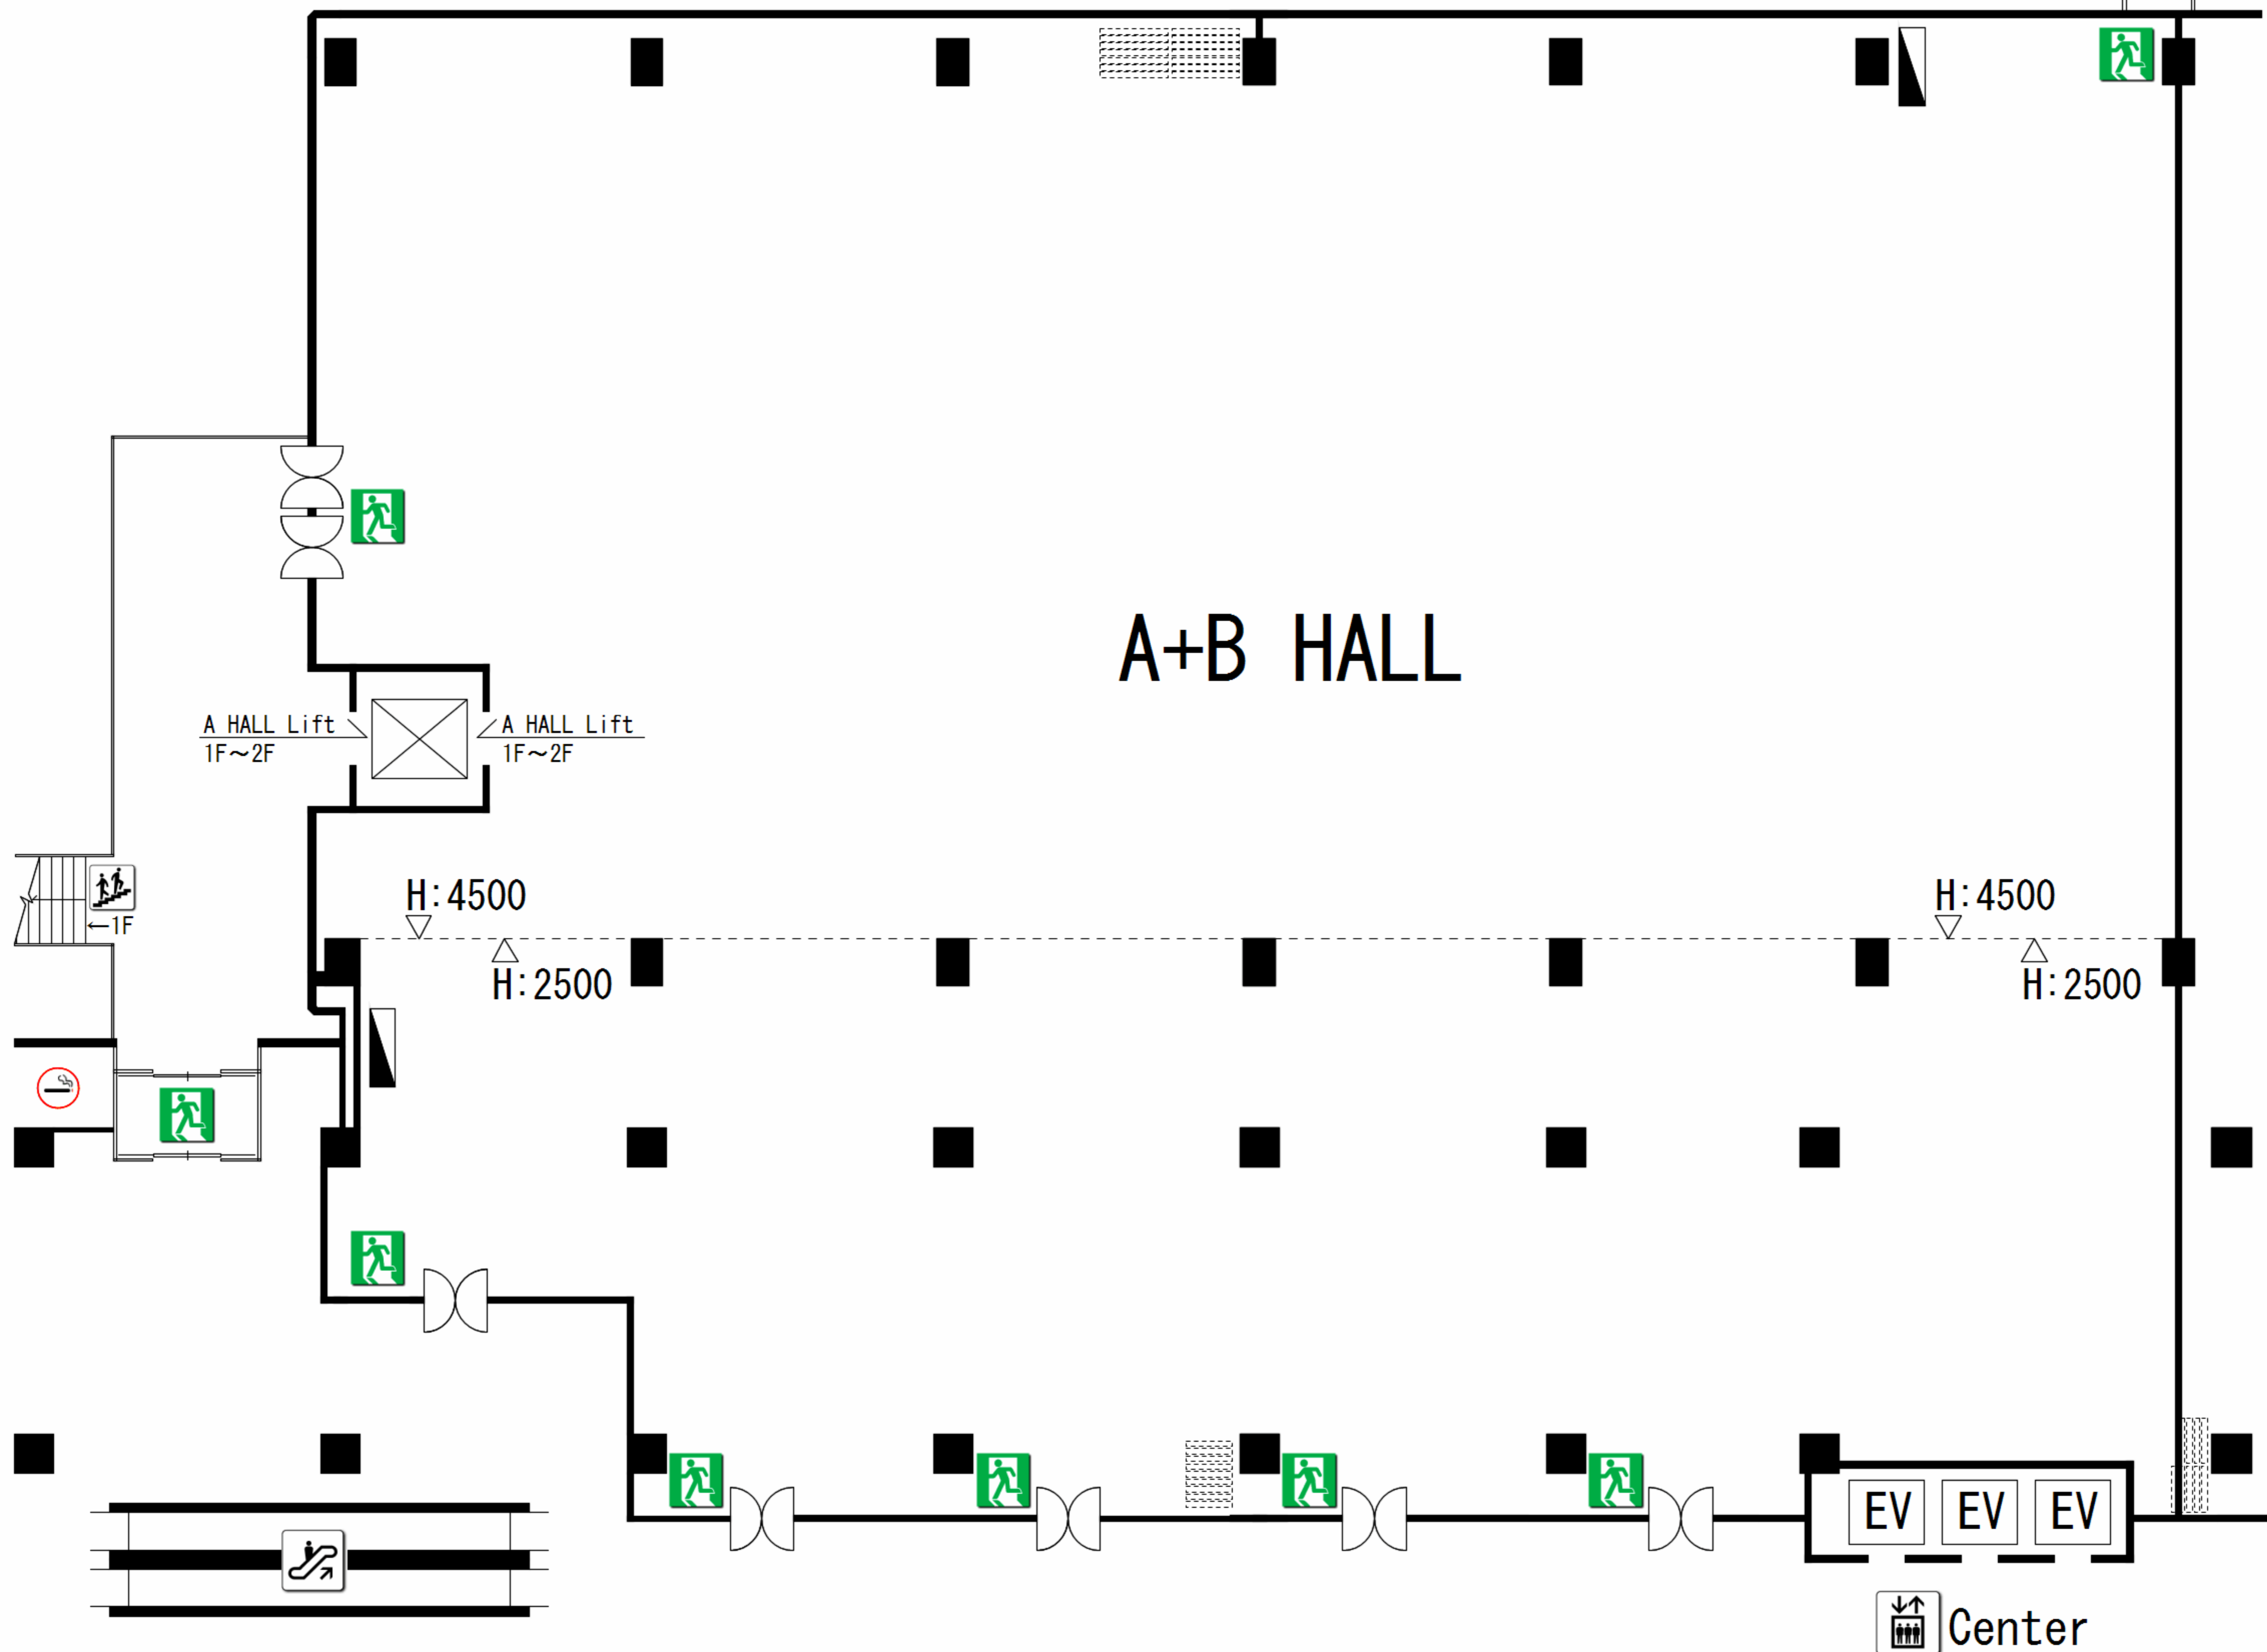 A+B HALL
A HALL Lift
1F～2F
A HALL Lift
1F～2F
H:4500
H:4500
←1F
H:2500
H:2500
EV
EV
EV
Center